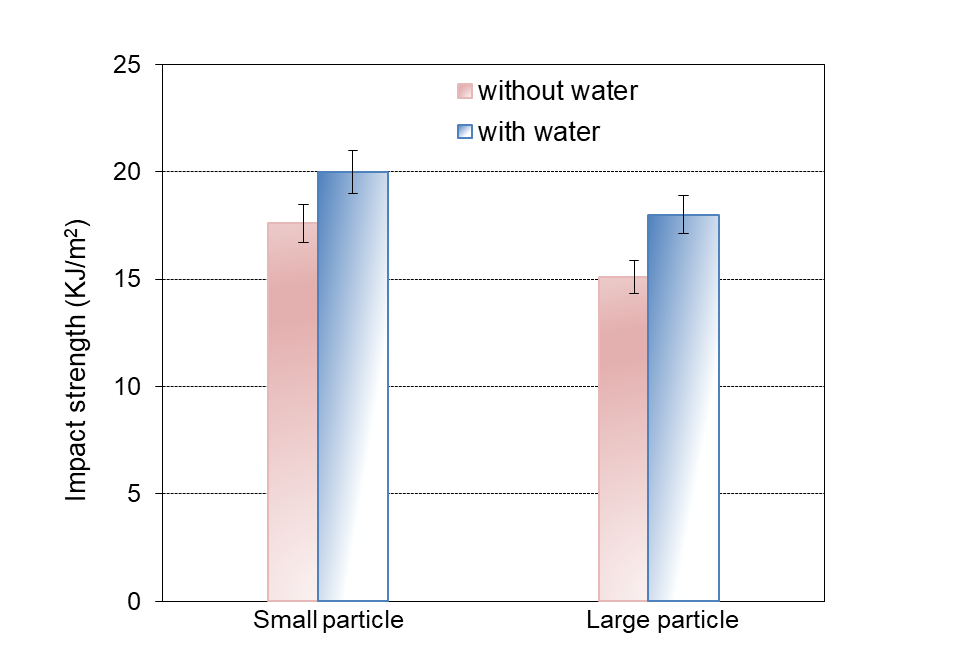 25
without water
with water
20
15
10
5
0
Impact strength (KJ/m²)
Small particle
Large particle